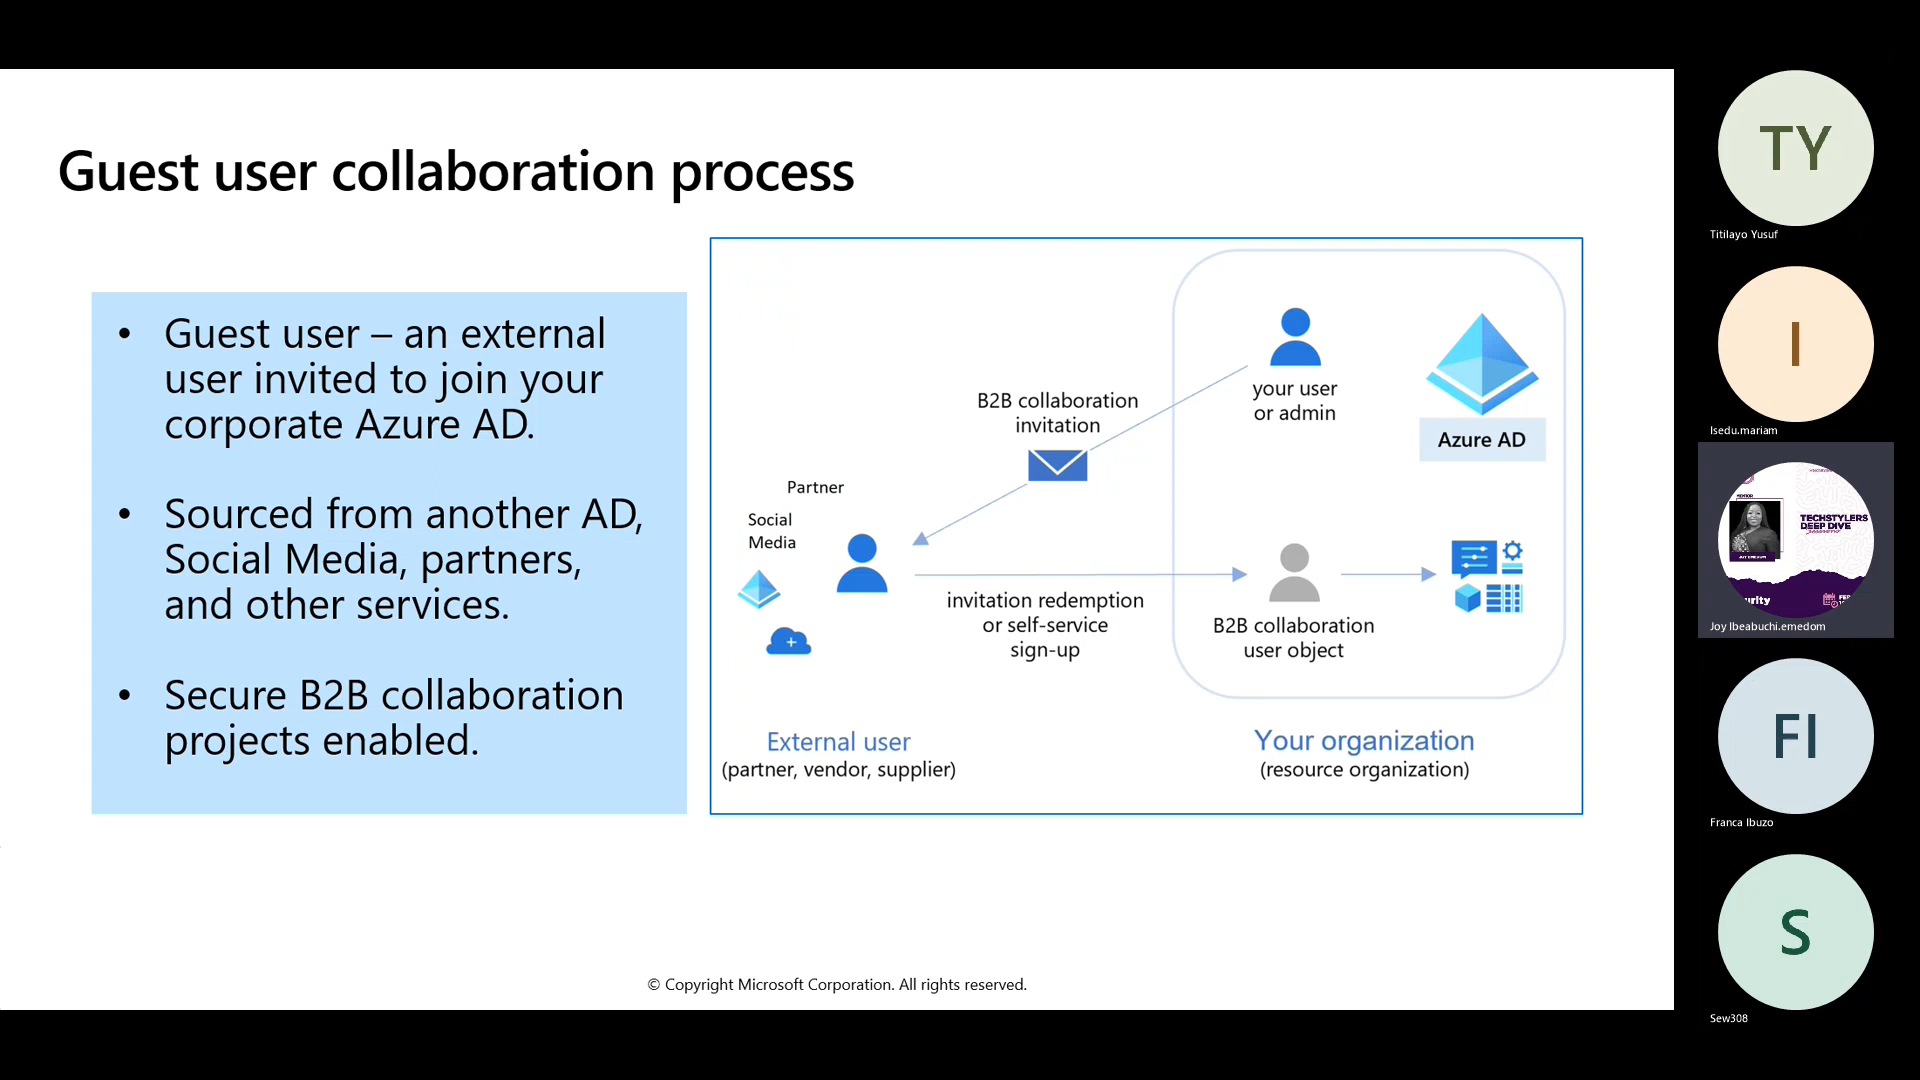 Guest user collaboration process
• Guest user – an external
user invited to join your
corporate Azure AD.
• Sourced from another AD,
Social Media, partners,
and other services.
• Secure B2B collaboration
projects enabled.
your user
or admin
Azure AD
B2B collaboration
invitation
Partner
Social
Media
invitation redemption
or self-service
sign-up
B2B collaboration
user object
External user
(partner, vendor, supplier)
Your organization
(resource organization)
© Copyright Microsoft Corporation. All rights reserved.
TY
Titilayo Yusuf
I
Isedu.mariam
MENTOR
TECHSTYLERS
DEEP DIVE
Joy Ibeabuchi.emedom
FI
Franca Ibuzo
S
Sew308